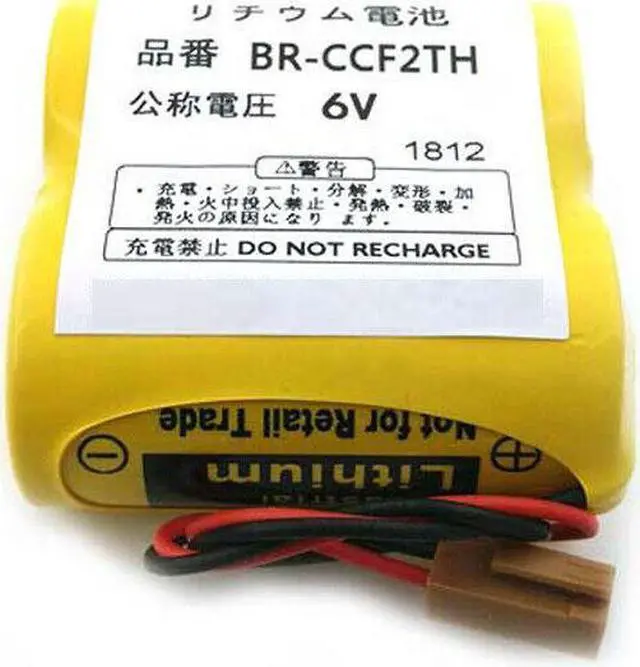 リチウム電池
品番 BR-CCF2TH
公称電圧 6V
1812
⚠警告
・充電・ショート・分解・変形・加
熱・火中投入禁止・発熱・破裂・
発火の原因になり ます。
充電禁止 DO NOT RECHARGE
Not for Retail Trade
Lithium
Industrial